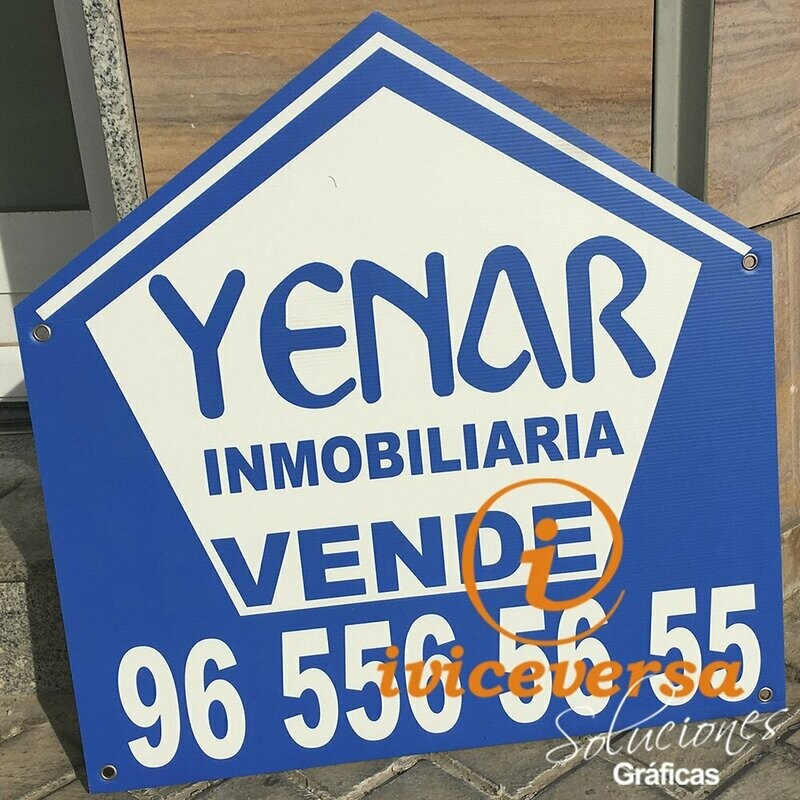 YENAR
INMOBILIARIA
VENDE
96 556 56 55
i
iviceversa
Soluciones
Gráficas